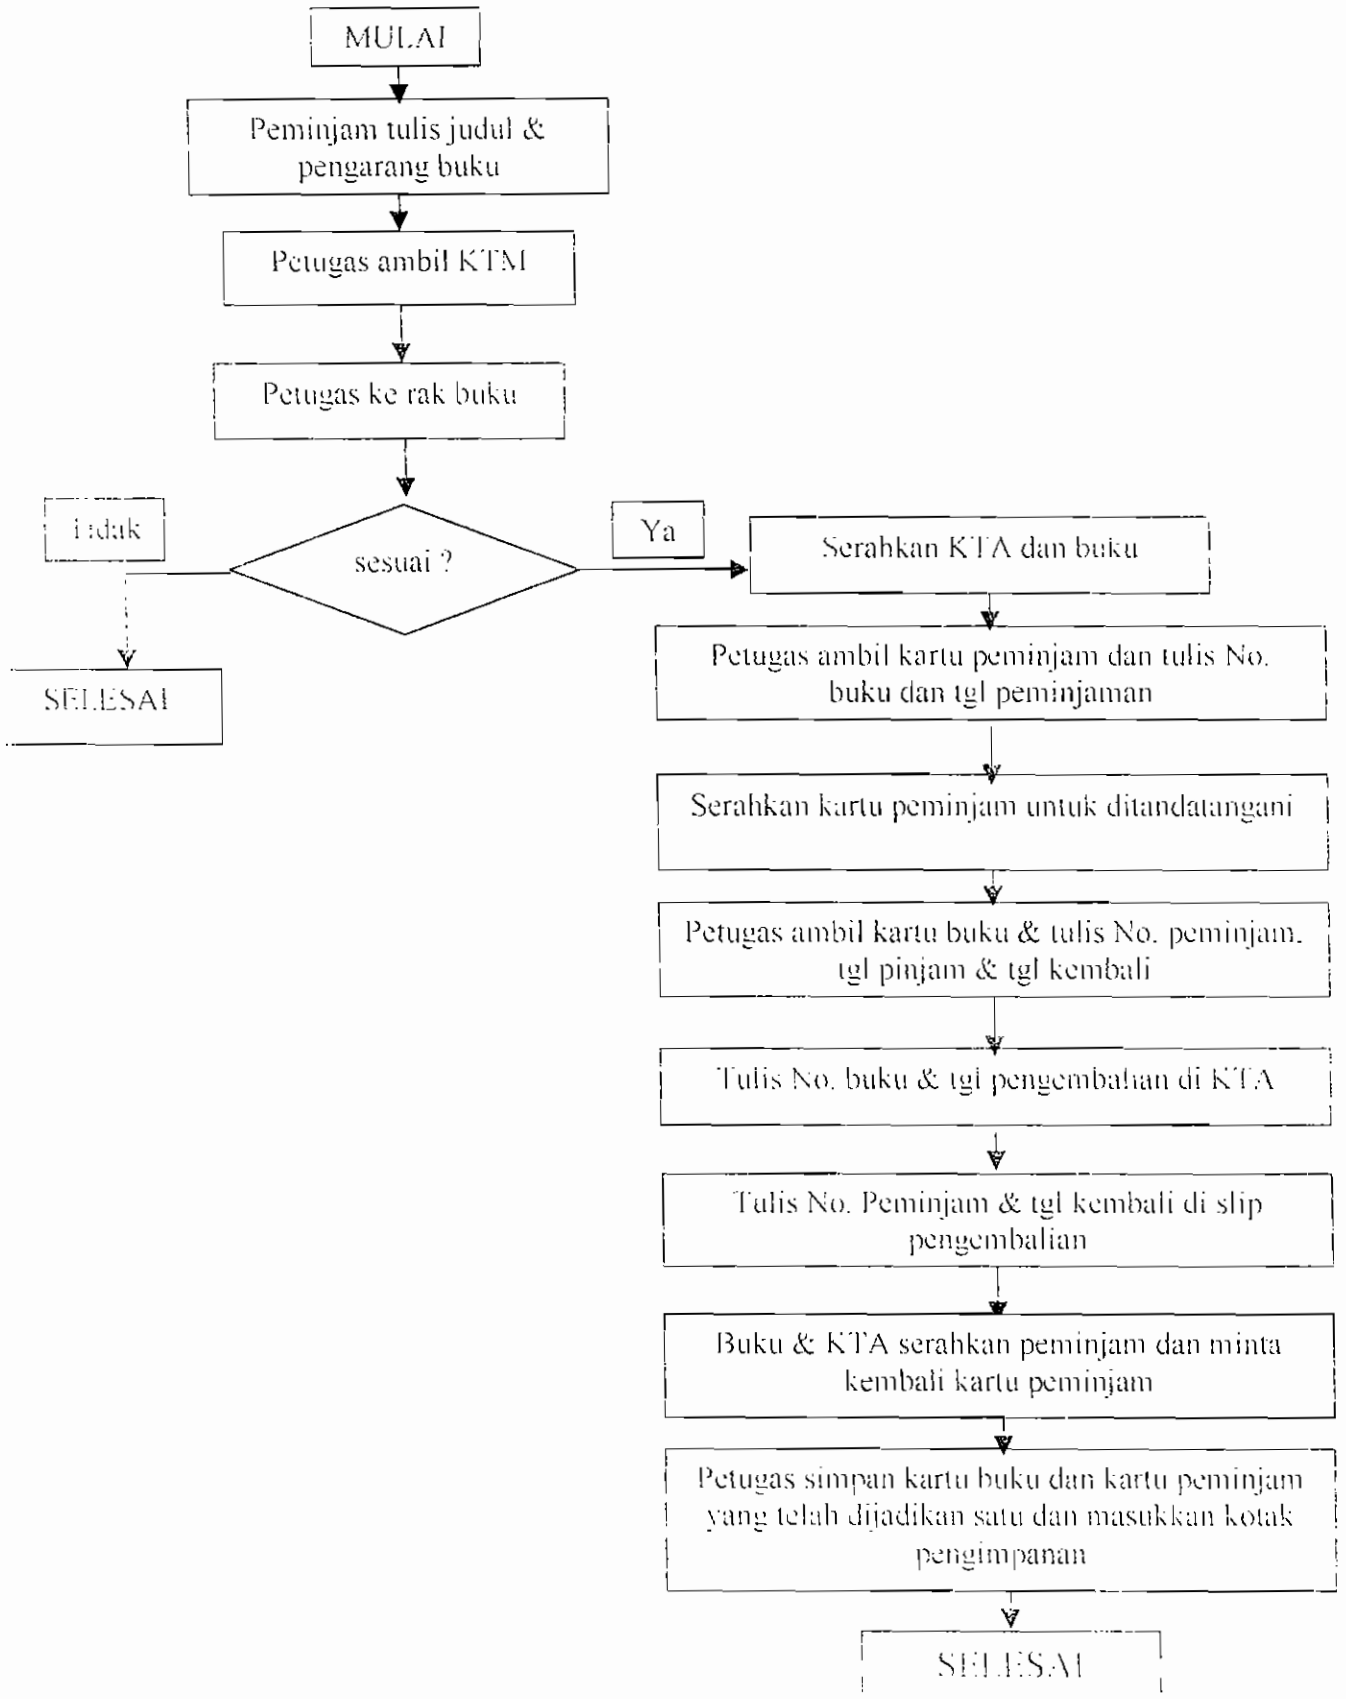 MULAI
Peminjam tulis judul &
pengarang buku
Petugas ambil KTM
Petugas ke rak buku
Tidak
sesuai ?
Ya
SELESAI
Serahkan KTA dan buku
Petugas ambil kartu peminjam dan tulis No.
buku dan tgl peminjaman
Serahkan kartu peminjam untuk ditandatangani
Petugas ambil kartu buku & tulis No. peminjam,
tgl pinjam & tgl kembali
Tulis No. buku & tgl pengembalian di KTA
Tulis No. Peminjam & tgl kembali di slip
pengembalian
Buku & KTA serahkan peminjam dan minta
kembali kartu peminjam
Petugas simpan kartu buku dan kartu peminjam
yang telah dijadikan satu dan masukkan kotak
pengimpanan
SELESAI